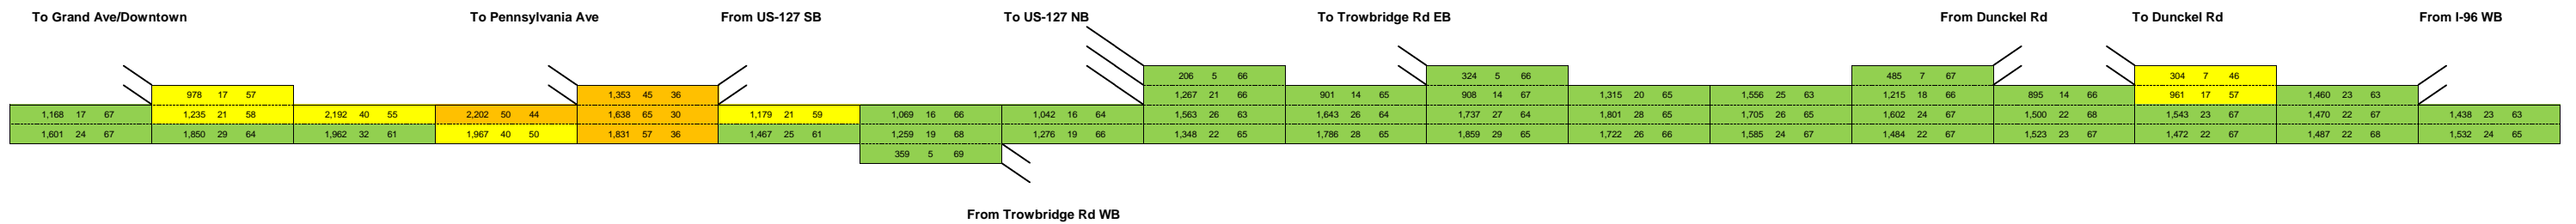 To Grand Ave/Downtown To Pennsylvania Ave From US-127 SB To US-127 NB To Trowbridge Rd EB From Dunckel Rd To Dunckel Rd From I-96 WB
206 5 66 324 5 66 485 7 67 304 7 46
978 17 57 1,353 45 36 1,267 21 66 901 14 65 908 14 67 1,315 20 65 1,556 25 63 1,215 18 66 895 14 66 961 17 57 1,460 23 63
1,168 17 67 1,235 21 58 2,192 40 55 2,202 50 44 1,638 65 30 1,179 21 59 1,069 16 66 1,042 16 64 1,563 26 63 1,643 26 64 1,737 27 64 1,801 28 65 1,705 26 65 1,602 24 67 1,500 22 68 1,543 23 67 1,470 22 67 1,438 23 63
1,601 24 67 1,850 29 64 1,962 32 61 1,967 40 50 1,831 57 36 1,467 25 61 1,259 19 68 1,276 19 66 1,348 22 65 1,786 28 65 1,859 29 65 1,722 26 66 1,585 24 67 1,484 22 67 1,523 23 67 1,472 22 67 1,487 22 68 1,532 24 65
359 5 69
From Trowbridge Rd WB